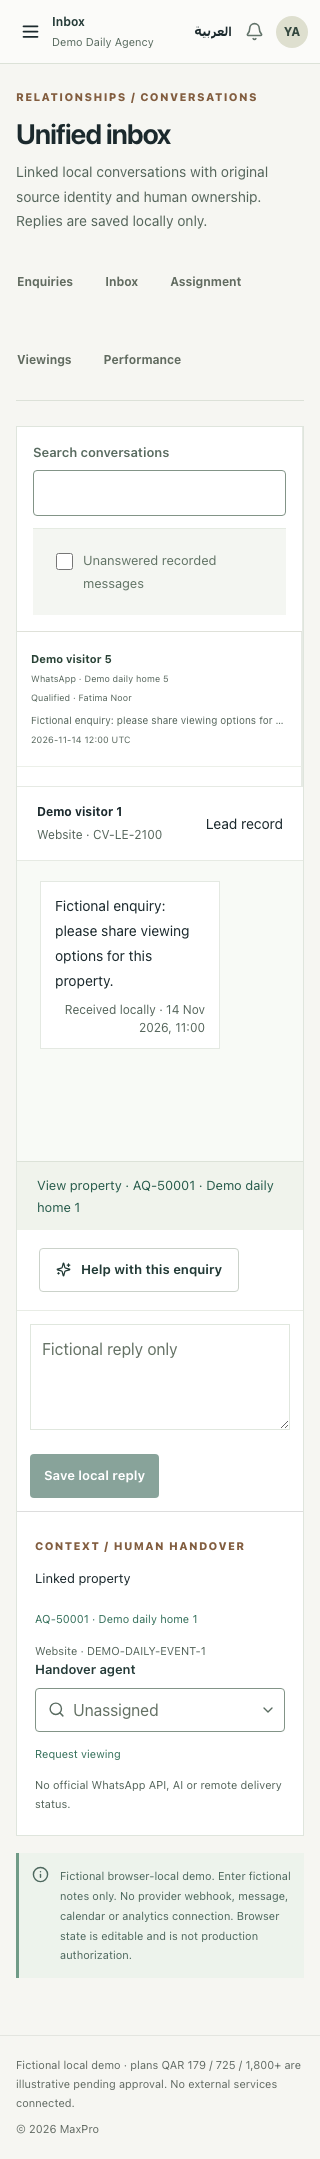 Inbox
Demo Daily Agency
العربية
YA
RELATIONSHIPS / CONVERSATIONS
Unified inbox
Linked local conversations with original
source identity and human ownership.
Replies are saved locally only.
Enquiries Inbox Assignment
Viewings Performance
Search conversations
Unanswered recorded
messages
Demo visitor 5
WhatsApp · Demo daily home 5
Qualified · Fatima Noor
Fictional enquiry: please share viewing options for ...
2026-11-14 12:00 UTC
Demo visitor 1
Website · CV-LE-2100
Lead record
Fictional enquiry:
please share viewing
options for this
property.
Received locally · 14 Nov
2026, 11:00
View property · AQ-50001 · Demo daily
home 1
Help with this enquiry
Fictional reply only
Save local reply
CONTEXT / HUMAN HANDOVER
Linked property
AQ-50001 · Demo daily home 1
Website · DEMO-DAILY-EVENT-1
Handover agent
Unassigned
Request viewing
No official WhatsApp API, AI or remote delivery
status.
Fictional browser-local demo. Enter fictional
notes only. No provider webhook, message,
calendar or analytics connection. Browser
state is editable and is not production
authorization.
Fictional local demo · plans QAR 179 / 725 / 1,800+ are
illustrative pending approval. No external services
connected.
© 2026 MaxPro